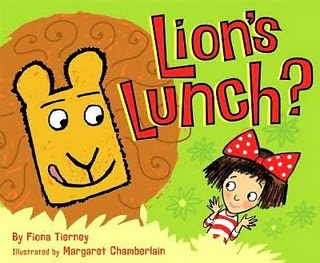 Lion's
Lunch?
By Fiona Tierney
Illustrated by Margaret Chamberlain